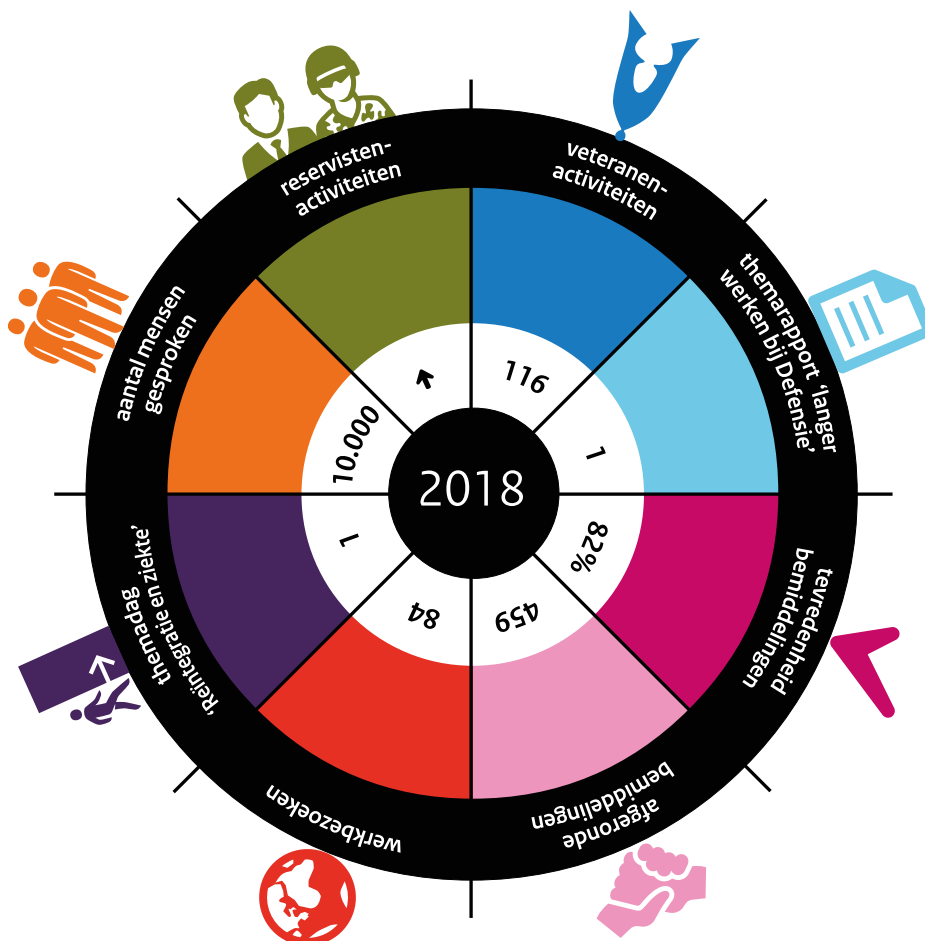 2018
veteranen-
activiteiten
116
themarapport ‘langer
werken bij Defensie’
1
tevredenheid
bemiddelingen
82%
afgeronde
bemiddelingen
459
werkbezoeken
84
themadag
‘Reïntegratie en ziekte’
1
aantal mensen
gesproken
10.000
reservisten-
activiteiten